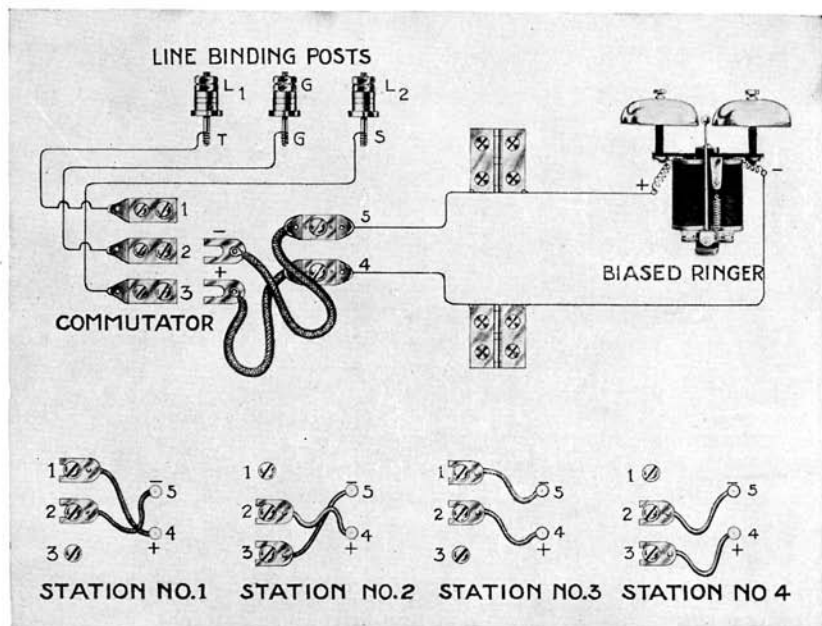 LINE BINDING POSTS
L1 G L2
T G S
1
2 −
3 +
5
4
COMMUTATOR
+ −
BIASED RINGER
1 − 5
2 4
3 +
STATION NO.1
1 − 5
2 4
3 +
STATION NO.2
1 − 5
2 4
3 +
STATION NO.3
1 − 5
2 4
3 +
STATION NO 4